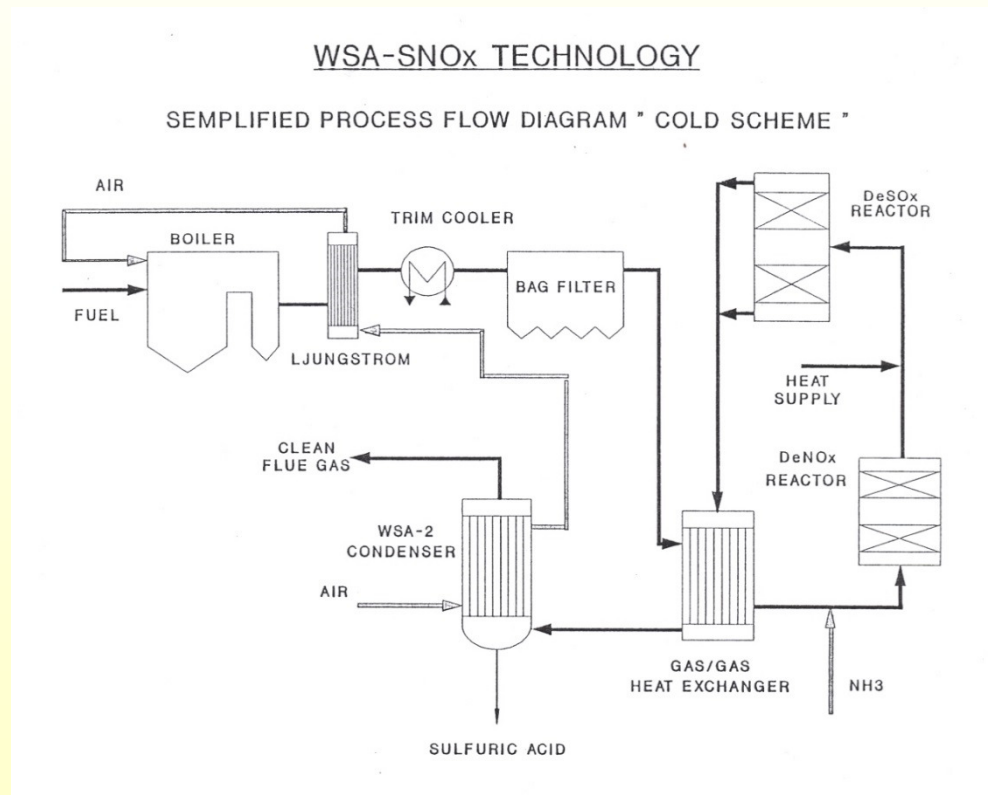 WSA-SNOx TECHNOLOGY
SEMPLIFIED PROCESS FLOW DIAGRAM " COLD SCHEME "
AIR
BOILER
FUEL
LJUNGSTROM
TRIM COOLER
BAG FILTER
DeSOx
REACTOR
HEAT
SUPPLY
DeNOx
REACTOR
CLEAN
FLUE GAS
WSA-2
CONDENSER
AIR
GAS/GAS
HEAT EXCHANGER
NH3
SULFURIC ACID